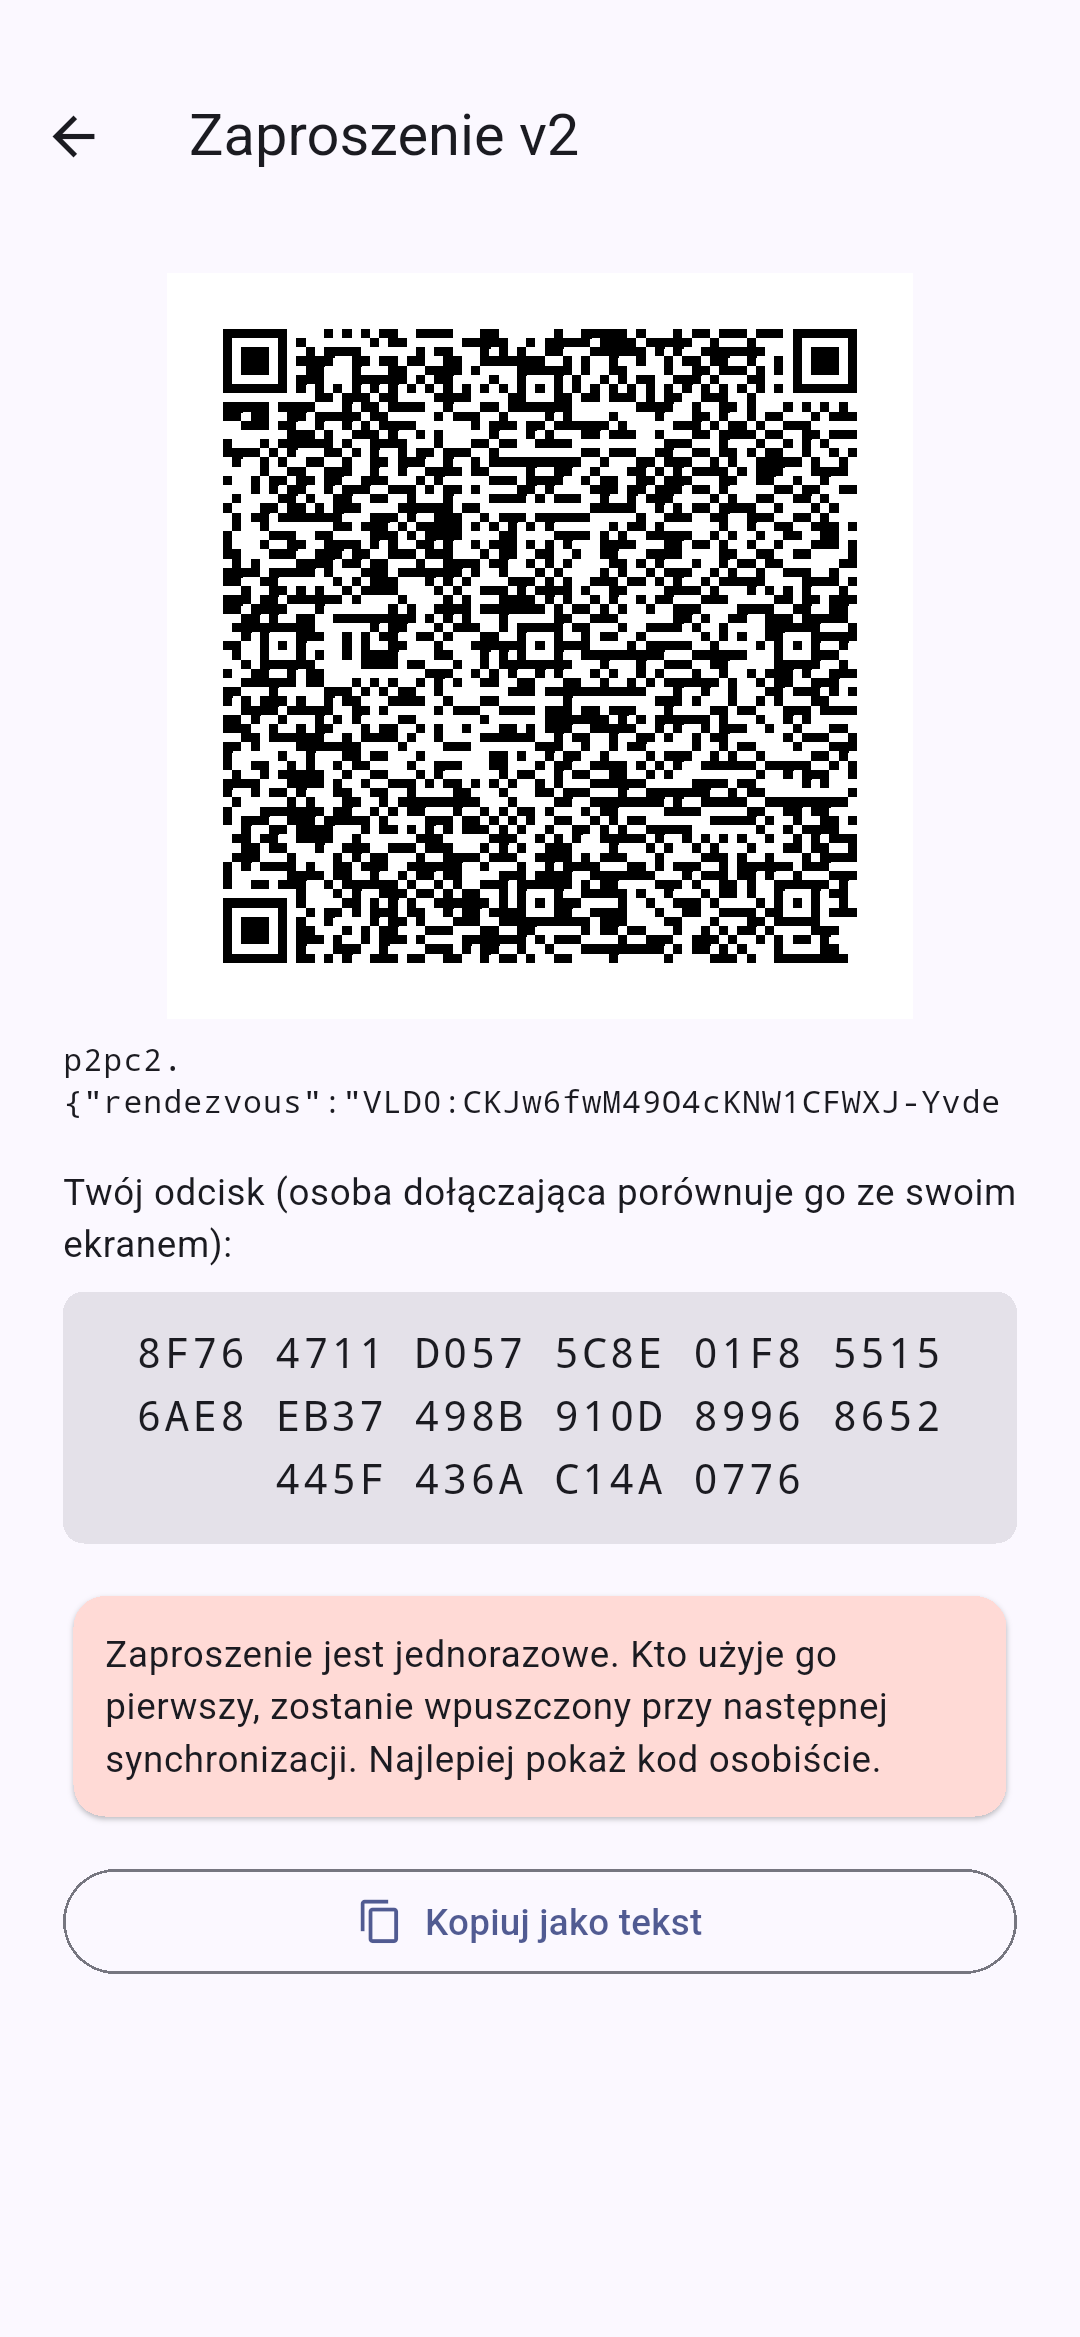 Zaproszenie v2
p2pc2.
{"rendezvous":"VLD0:CKJw6fwM49O4cKNW1CFWXJ-Yvde
Twój odcisk (osoba dołączająca porównuje go ze swoim
ekranem):
8F76 4711 D057 5C8E 01F8 5515
6AE8 EB37 498B 910D 8996 8652
445F 436A C14A 0776
Zaproszenie jest jednorazowe. Kto użyje go
pierwszy, zostanie wpuszczony przy następnej
synchronizacji. Najlepiej pokaż kod osobiście.
Kopiuj jako tekst